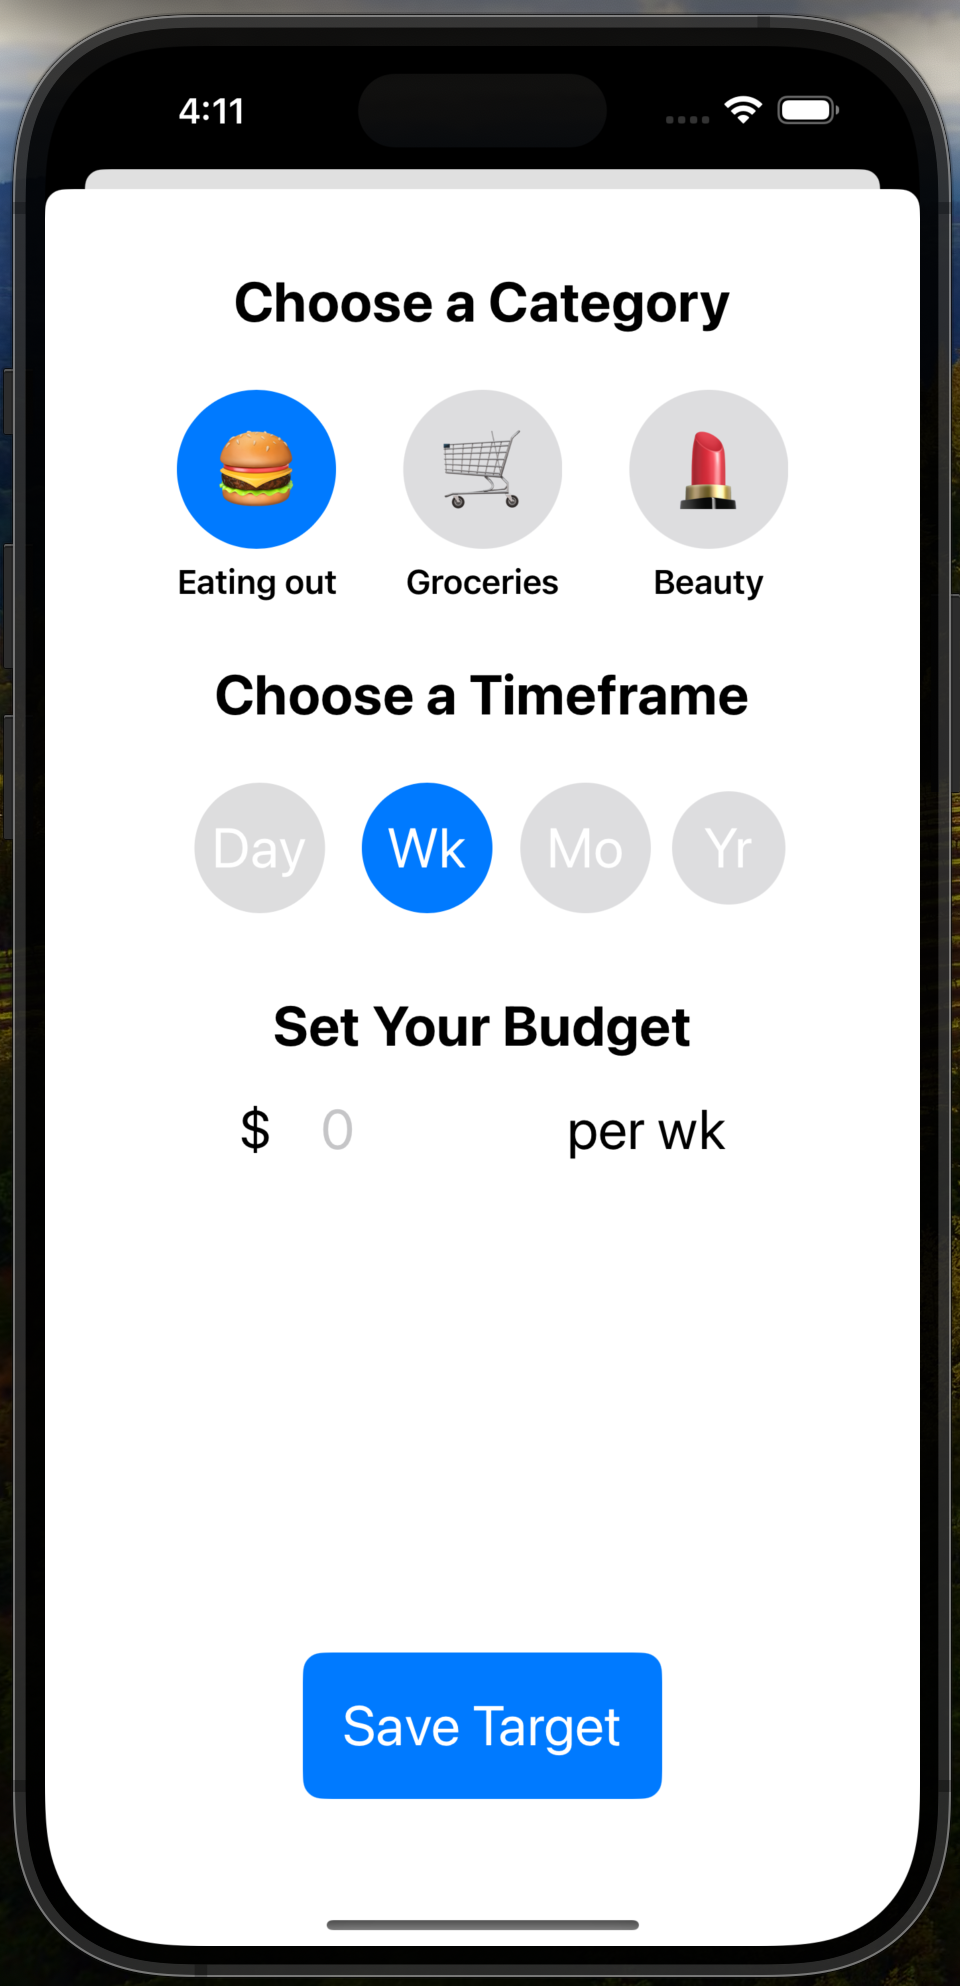 4:11
Choose a Category
Eating out Groceries Beauty
Choose a Timeframe
Day Wk Mo Yr
Set Your Budget
$ 0 per wk
Save Target